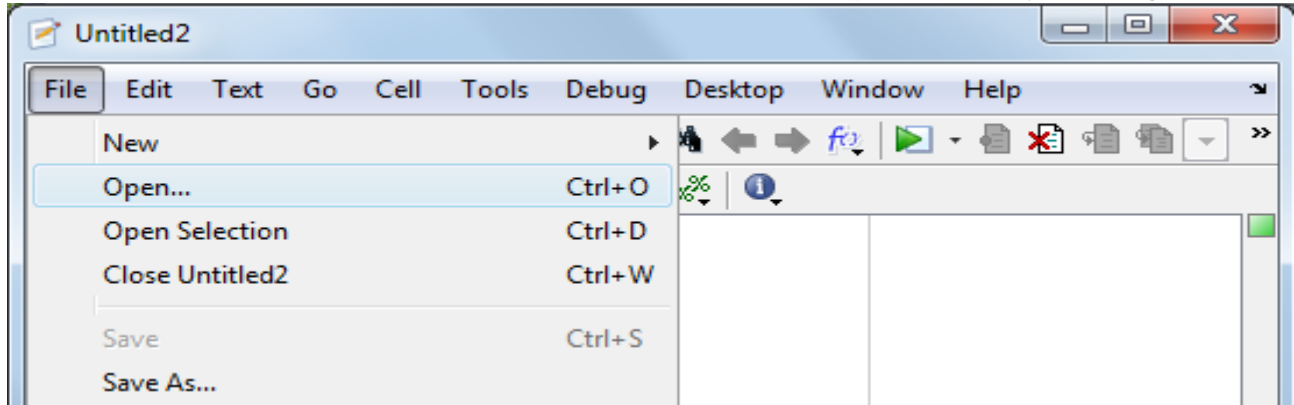 Untitled2
File Edit Text Go Cell Tools Debug Desktop Window Help
New
Open... Ctrl+O
Open Selection Ctrl+D
Close Untitled2 Ctrl+W
Save Ctrl+S
Save As...